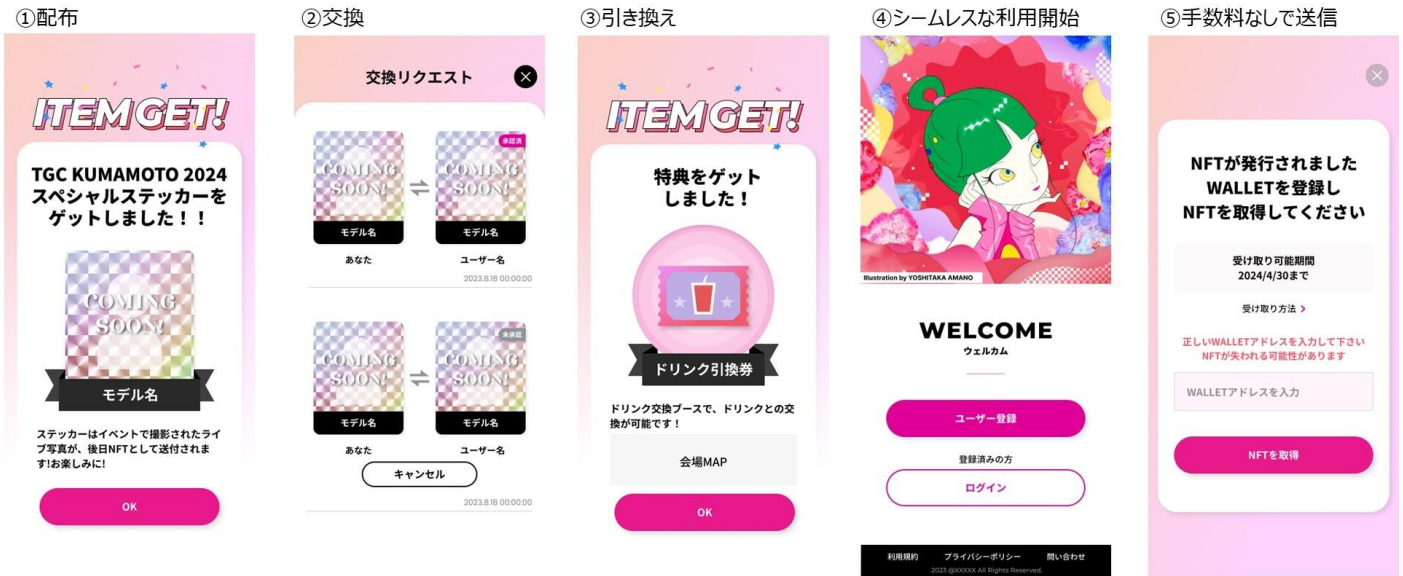 ①配布
ITEM GET!
TGC KUMAMOTO 2024
スペシャルステッカーを
ゲットしました！！
COMING
SOON!
モデル名
ステッカーはイベントで撮影されたライ
ブ写真が、後日NFTとして送付されま
す!お楽しみに!
OK
②交換
交換リクエスト
承認済
COMING
SOON!
COMING
SOON!
モデル名
モデル名
あなた
ユーザー名
2023.8.18 00:00:00
未承認
COMING
SOON!
COMING
SOON!
モデル名
モデル名
あなた
ユーザー名
キャンセル
2023.8.18 00:00:00
③引き換え
ITEM GET!
特典をゲット
しました！
ドリンク引換券
ドリンク交換ブースで、ドリンクとの交
換が可能です！
会場MAP
OK
④シームレスな利用開始
Illustration by YOSHITAKA AMANO
WELCOME
ウェルカム
ユーザー登録
登録済みの方
ログイン
利用規約 プライバシーポリシー 問い合わせ
2023 @XXXXX All Rights Reserved.
⑤手数料なしで送信
NFTが発行されました
WALLETを登録し
NFTを取得してください
受け取り可能期間
2024/4/30まで
受け取り方法 >
正しいWALLETアドレスを入力して下さい
NFTが失われる可能性があります
WALLETアドレスを入力
NFTを取得